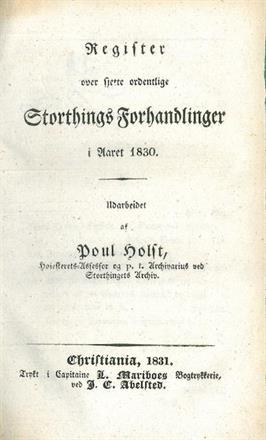 Register
over sjette ordentlige
Storthings Forhandlinger
i Aaret 1830.
Udarbeidet
af
Poul Holst,
Høiesterets-Assessor og p. t. Archivarius ved
Storthingets Archiv.
Christiania, 1831.
Trykt i Capitaine L. Mariboes Bogtrykkerie,
ved J. C. Abelsted.